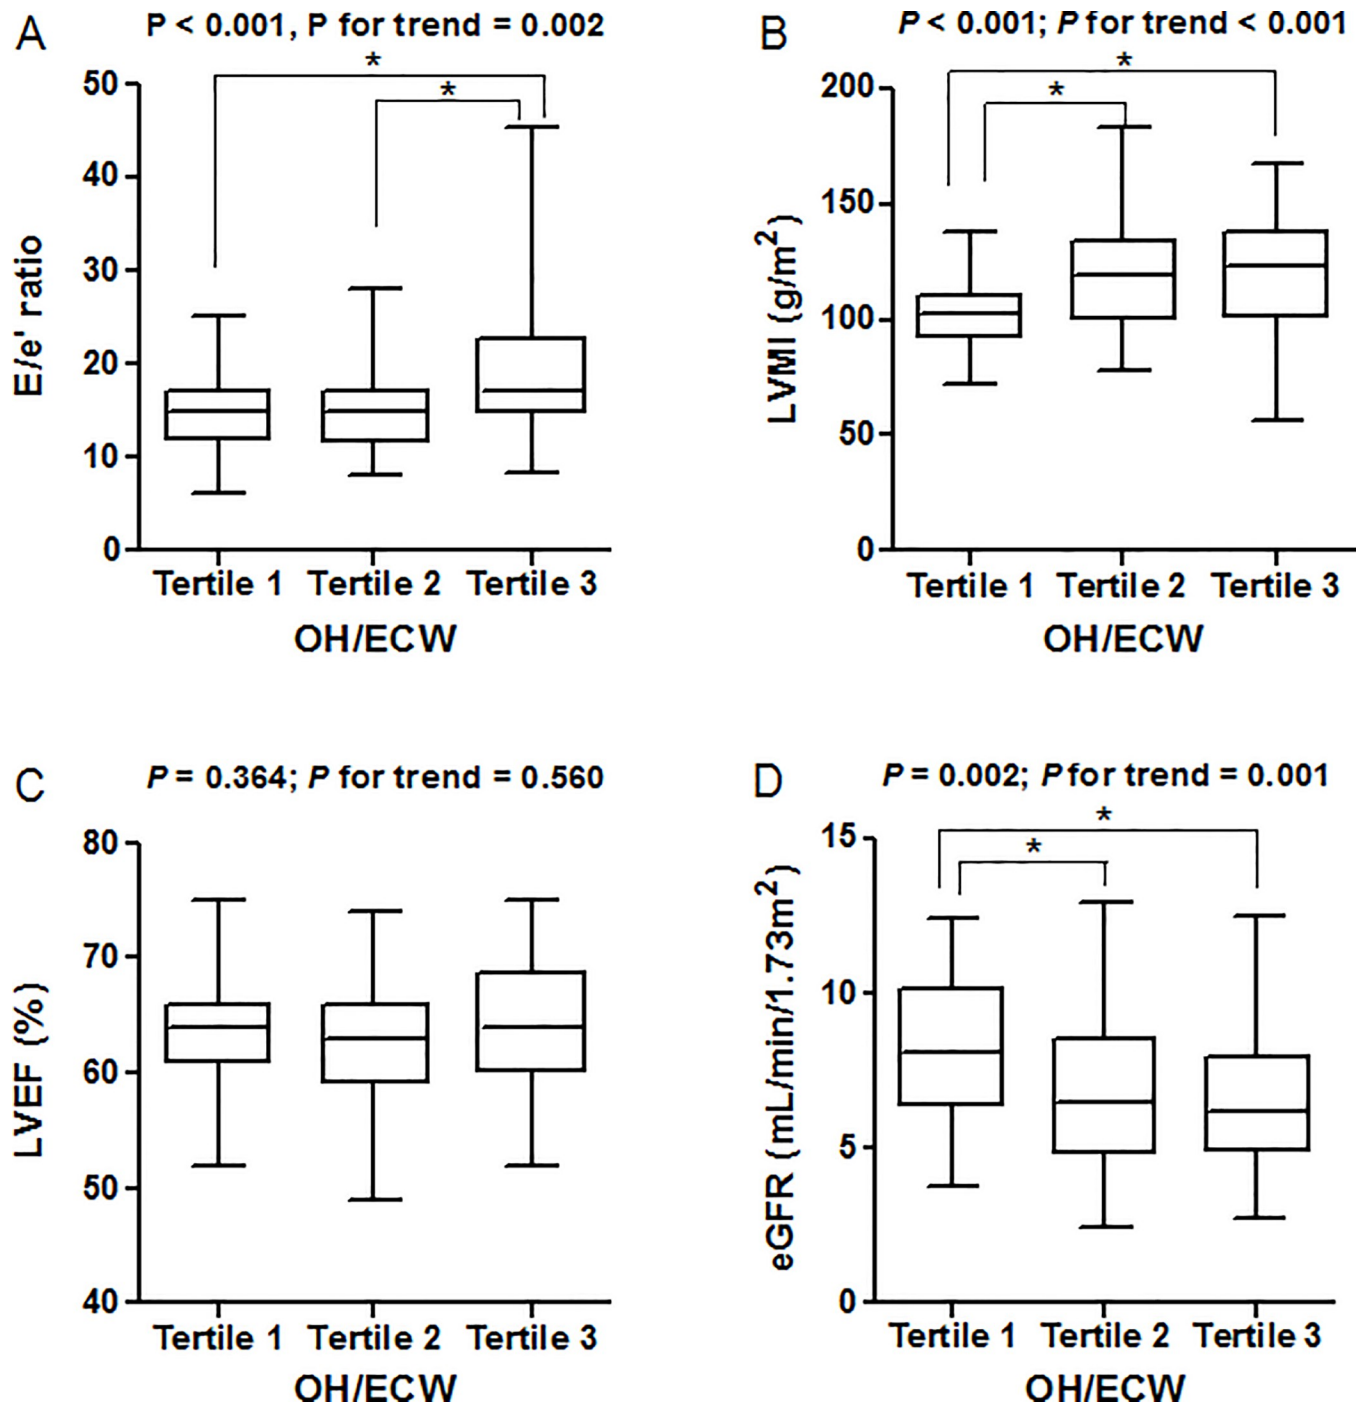 A
P < 0.001, P for trend = 0.002
*
*
50
40
30
20
10
0
E/e' ratio
Tertile 1 Tertile 2 Tertile 3
OH/ECW
B
P < 0.001; P for trend < 0.001
*
*
200
150
100
50
0
LVMI (g/m²)
Tertile 1 Tertile 2 Tertile 3
OH/ECW
C
P = 0.364; P for trend = 0.560
80
70
60
50
40
LVEF (%)
Tertile 1 Tertile 2 Tertile 3
OH/ECW
D
P = 0.002; P for trend = 0.001
*
*
15
10
5
0
eGFR (mL/min/1.73m²)
Tertile 1 Tertile 2 Tertile 3
OH/ECW